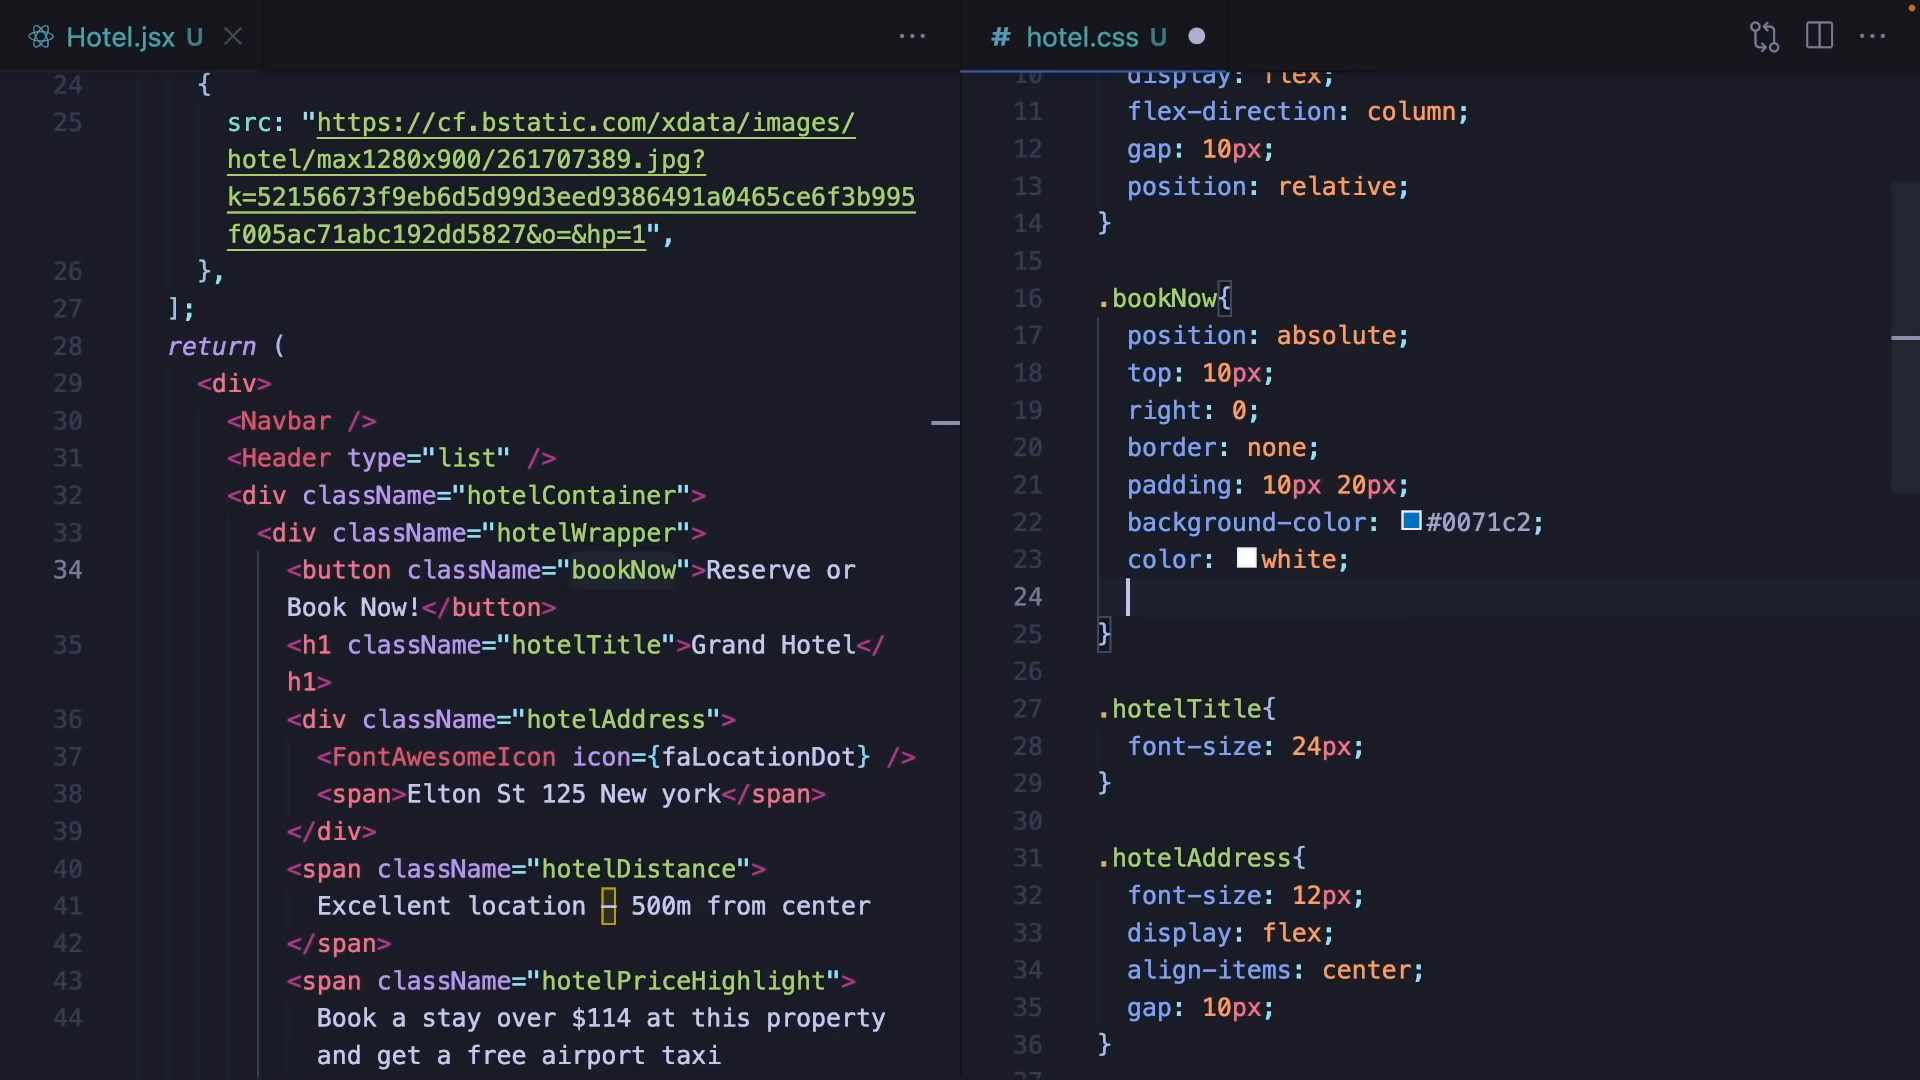 Hotel.jsx U
24 {
25 src: "https://cf.bstatic.com/xdata/images/
hotel/max1280x900/261707389.jpg?
k=52156673f9eb6d5d99d3eed9386491a0465ce6f3b995
f005ac71abc192dd5827&o=&hp=1",
26 },
27 ];
28 return (
29 <div>
30 <Navbar />
31 <Header type="list" />
32 <div className="hotelContainer">
33 <div className="hotelWrapper">
34 <button className="bookNow">Reserve or
Book Now!</button>
35 <h1 className="hotelTitle">Grand Hotel</
h1>
36 <div className="hotelAddress">
37 <FontAwesomeIcon icon={faLocationDot} />
38 <span>Elton St 125 New york</span>
39 </div>
40 <span className="hotelDistance">
41 Excellent location – 500m from center
42 </span>
43 <span className="hotelPriceHighlight">
44 Book a stay over $114 at this property
and get a free airport taxi
# hotel.css U
10 display: flex;
11 flex-direction: column;
12 gap: 10px;
13 position: relative;
14 }
15
16 .bookNow{
17 position: absolute;
18 top: 10px;
19 right: 0;
20 border: none;
21 padding: 10px 20px;
22 background-color: #0071c2;
23 color: white;
24
25 }
26
27 .hotelTitle{
28 font-size: 24px;
29 }
30
31 .hotelAddress{
32 font-size: 12px;
33 display: flex;
34 align-items: center;
35 gap: 10px;
36 }